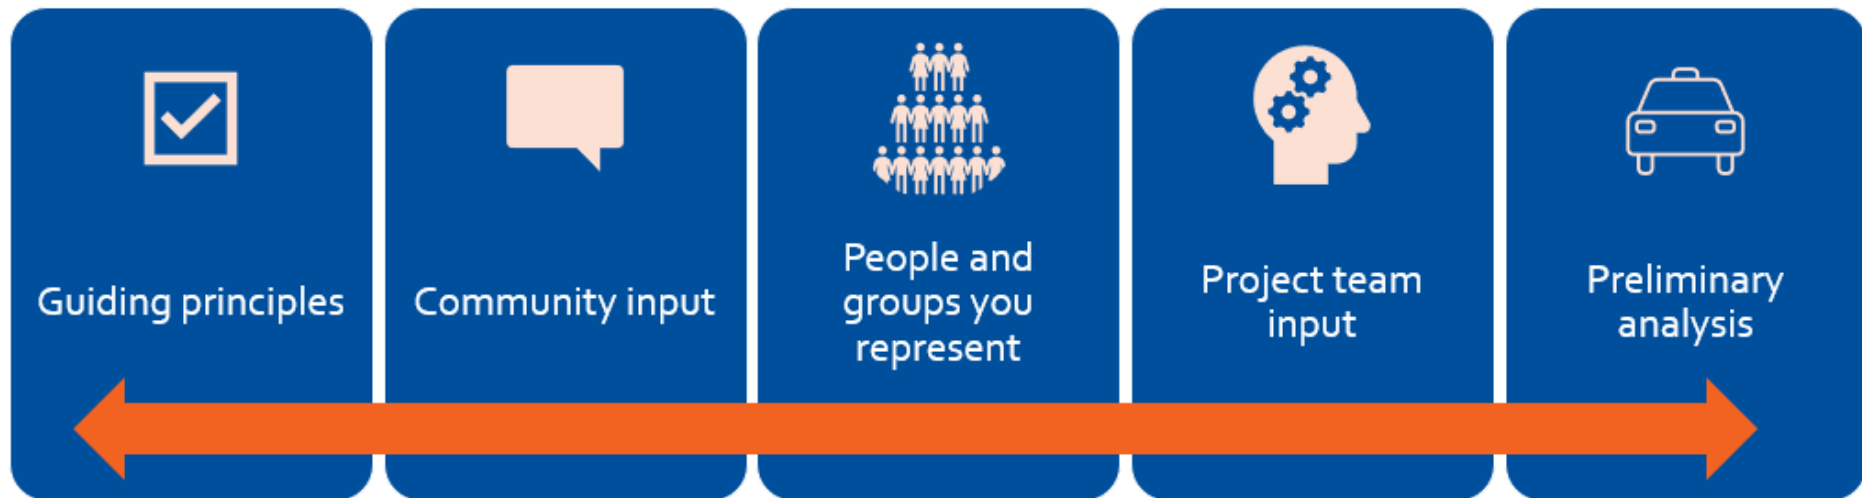 Guiding principles
Community input
People and
groups you
represent
Project team
input
Preliminary
analysis